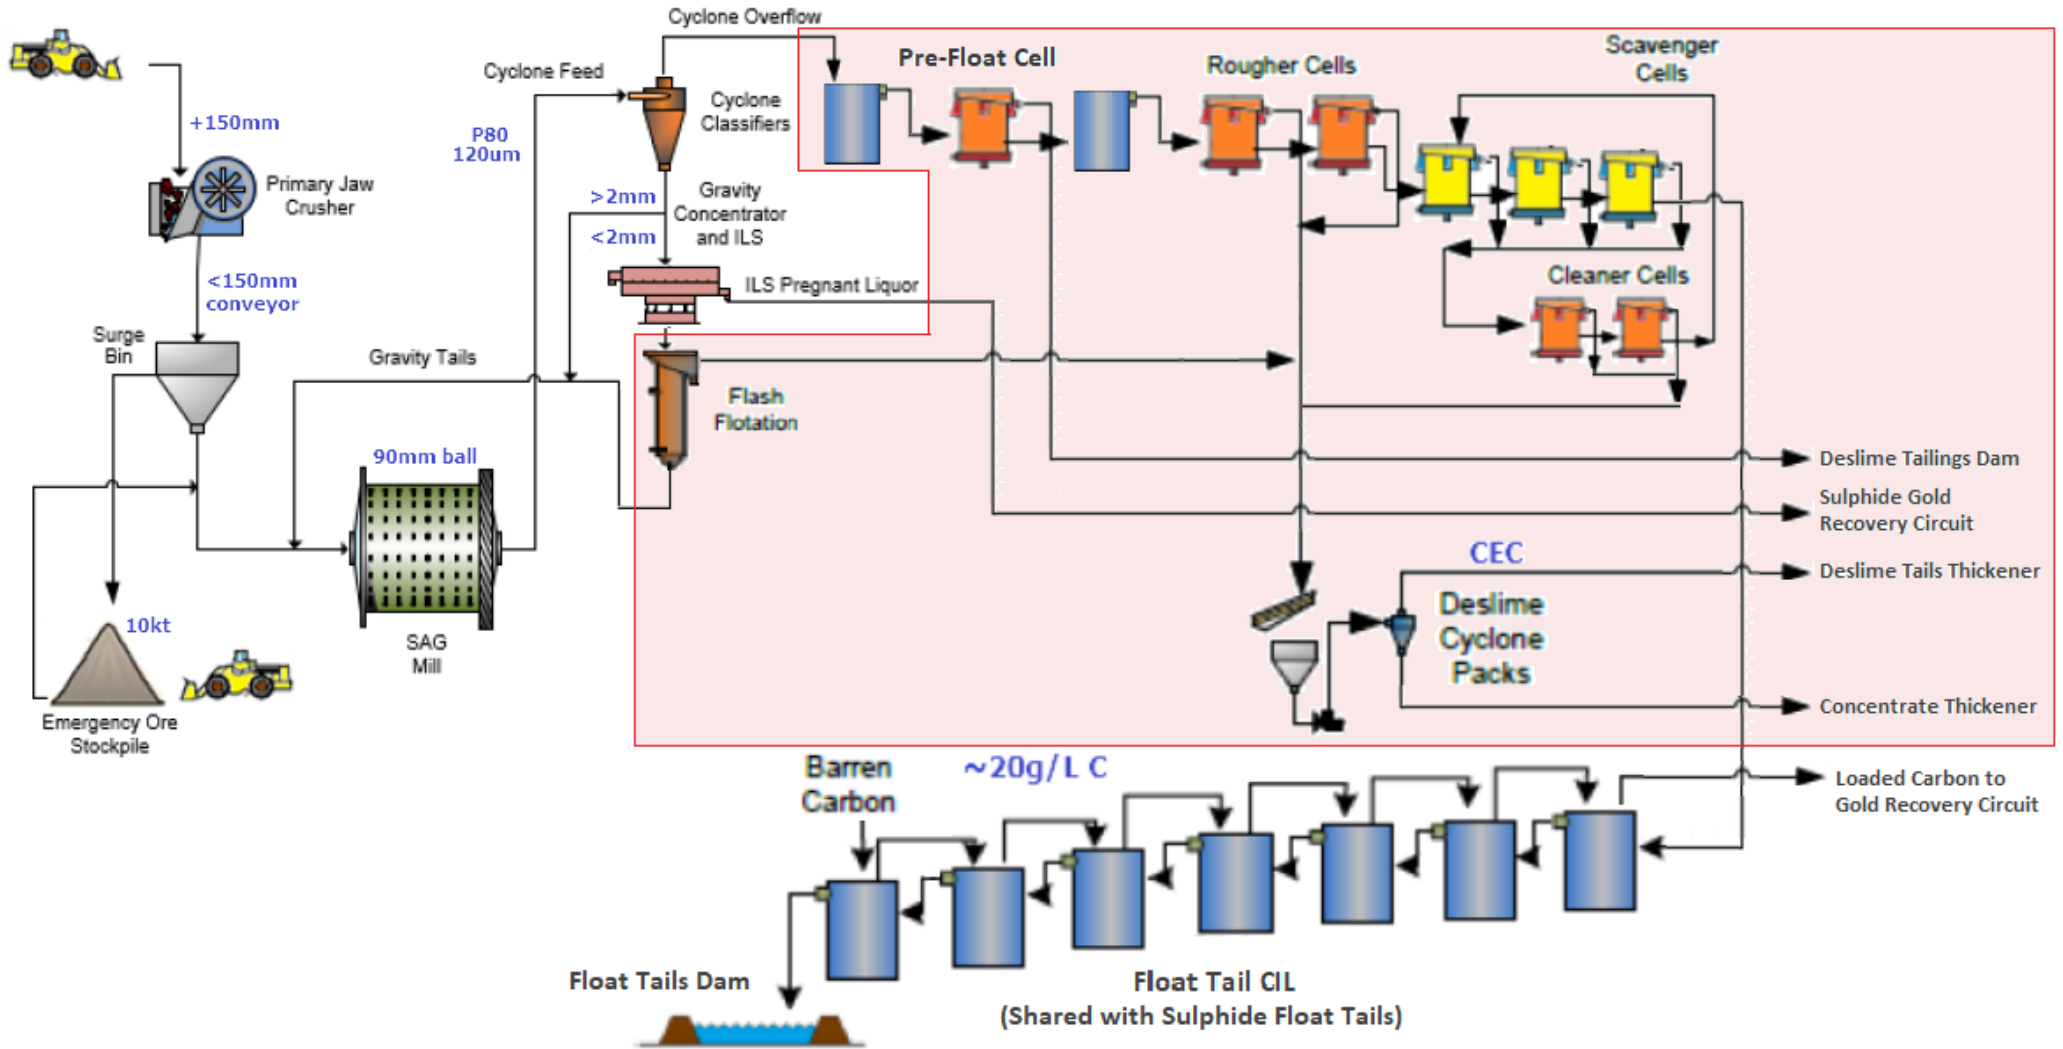 Cyclone Overflow
Pre-Float Cell
Rougher Cells
Scavenger
Cells
Cyclone Feed
Cyclone
Classifiers
+150mm
P80
120um
Primary Jaw
Crusher
>2mm
Gravity
Concentrator
and ILS
<2mm
<150mm
conveyor
ILS Pregnant Liquor
Cleaner Cells
Surge
Bin
Gravity Tails
Flash
Flotation
90mm ball
Deslime Tailings Dam
Sulphide Gold
Recovery Circuit
CEC
Deslime Tails Thickener
Deslime
Cyclone
Packs
10kt
SAG
Mill
Concentrate Thickener
Emergency Ore
Stockpile
Barren
Carbon
~20g/L C
Loaded Carbon to
Gold Recovery Circuit
Float Tails Dam
Float Tail CIL
(Shared with Sulphide Float Tails)